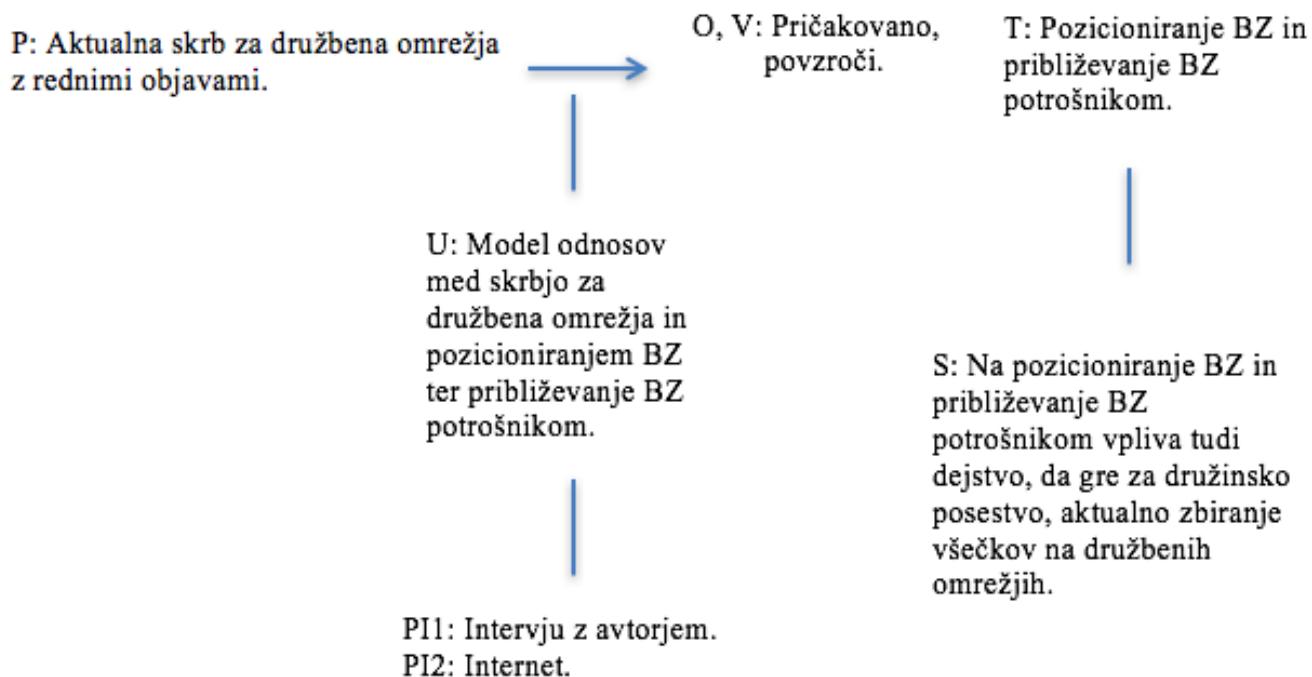 P: Aktualna skrb za družbena omrežja
z rednimi objavami.
O, V: Pričakovano,
povzroči.
T: Pozicioniranje BZ in
približevanje BZ
potrošnikom.
U: Model odnosov
med skrbjo za
družbena omrežja in
pozicioniranjem BZ
ter približevanje BZ
potrošnikom.
S: Na pozicioniranje BZ in
približevanje BZ
potrošnikom vpliva tudi
dejstvo, da gre za družinsko
posestvo, aktualno zbiranje
všečkov na družbenih
omrežjih.
PI1: Intervju z avtorjem.
PI2: Internet.